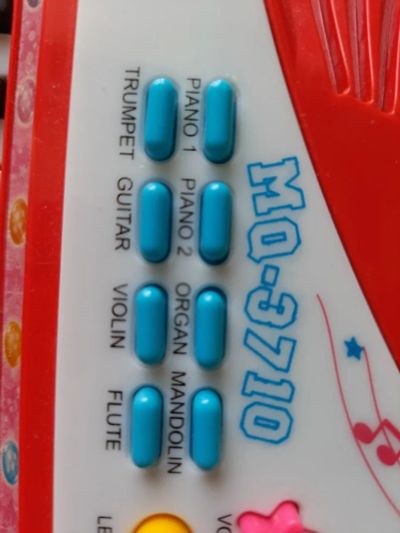 MQ-3710
PIANO 1 PIANO 2 ORGAN MANDOLIN
TRUMPET GUITAR VIOLIN FLUTE